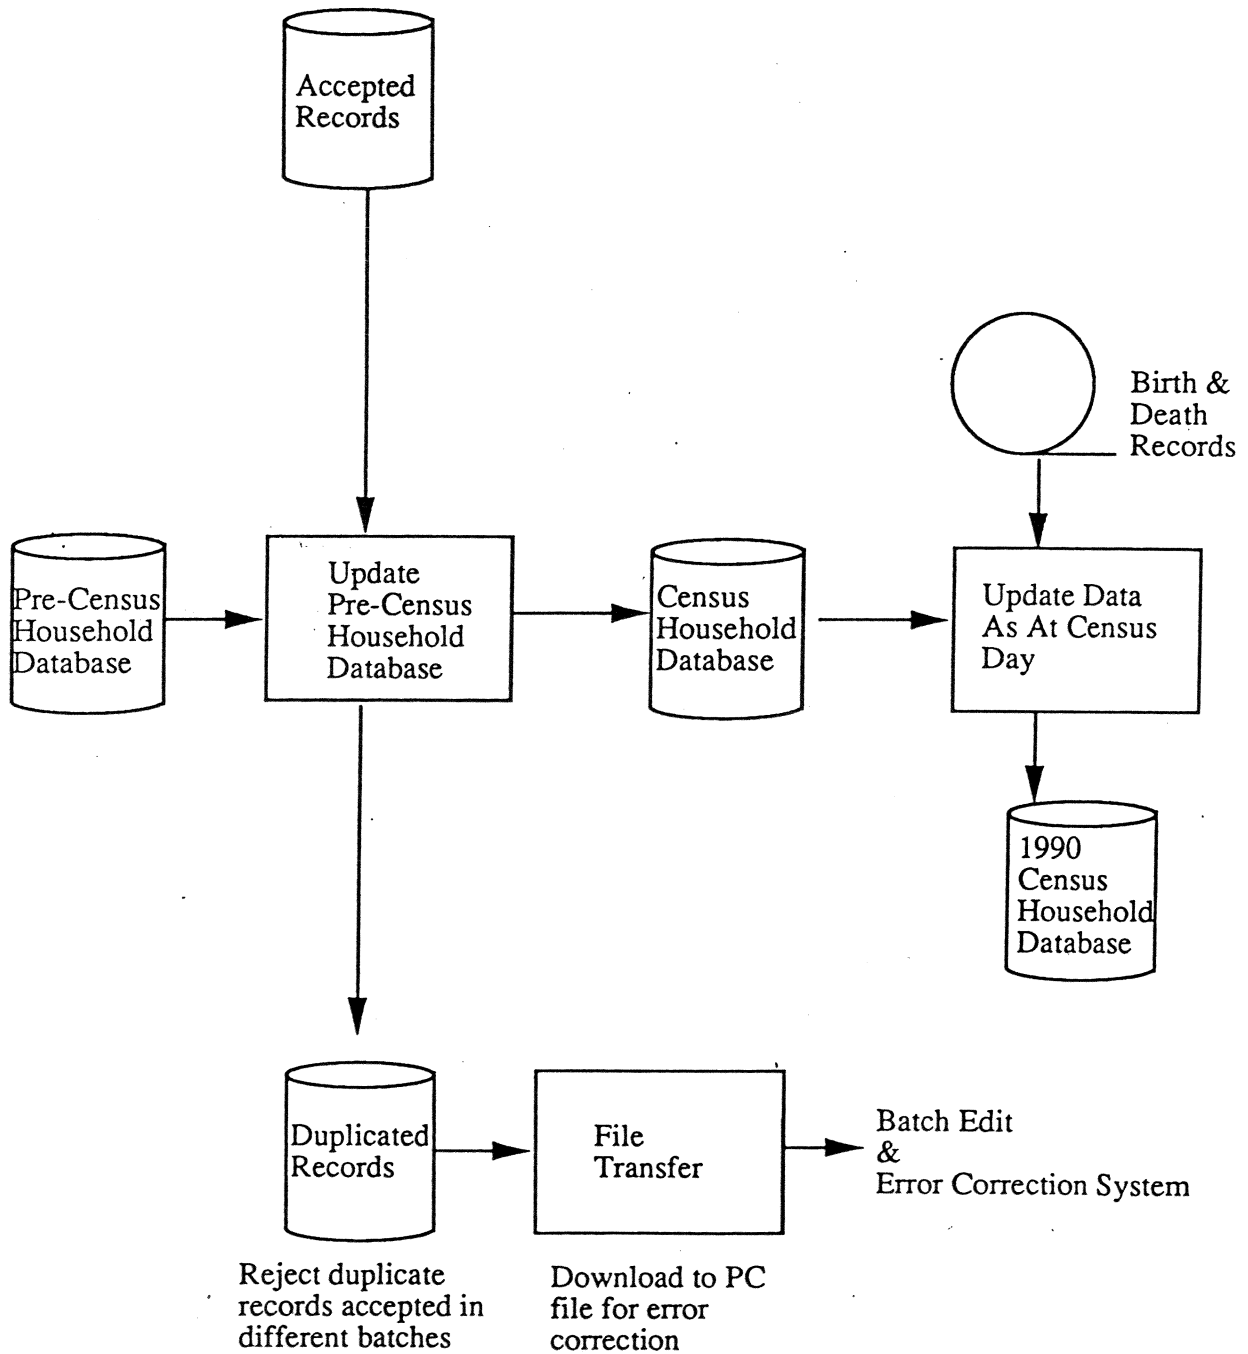 Accepted
Records
Birth &
Death
Records
Pre-Census
Household
Database
Update
Pre-Census
Household
Database
Census
Household
Database
Update Data
As At Census
Day
1990
Census
Household
Database
Duplicated
Records
File
Transfer
Batch Edit
&
Error Correction System
Reject duplicate
records accepted in
different batches
Download to PC
file for error
correction